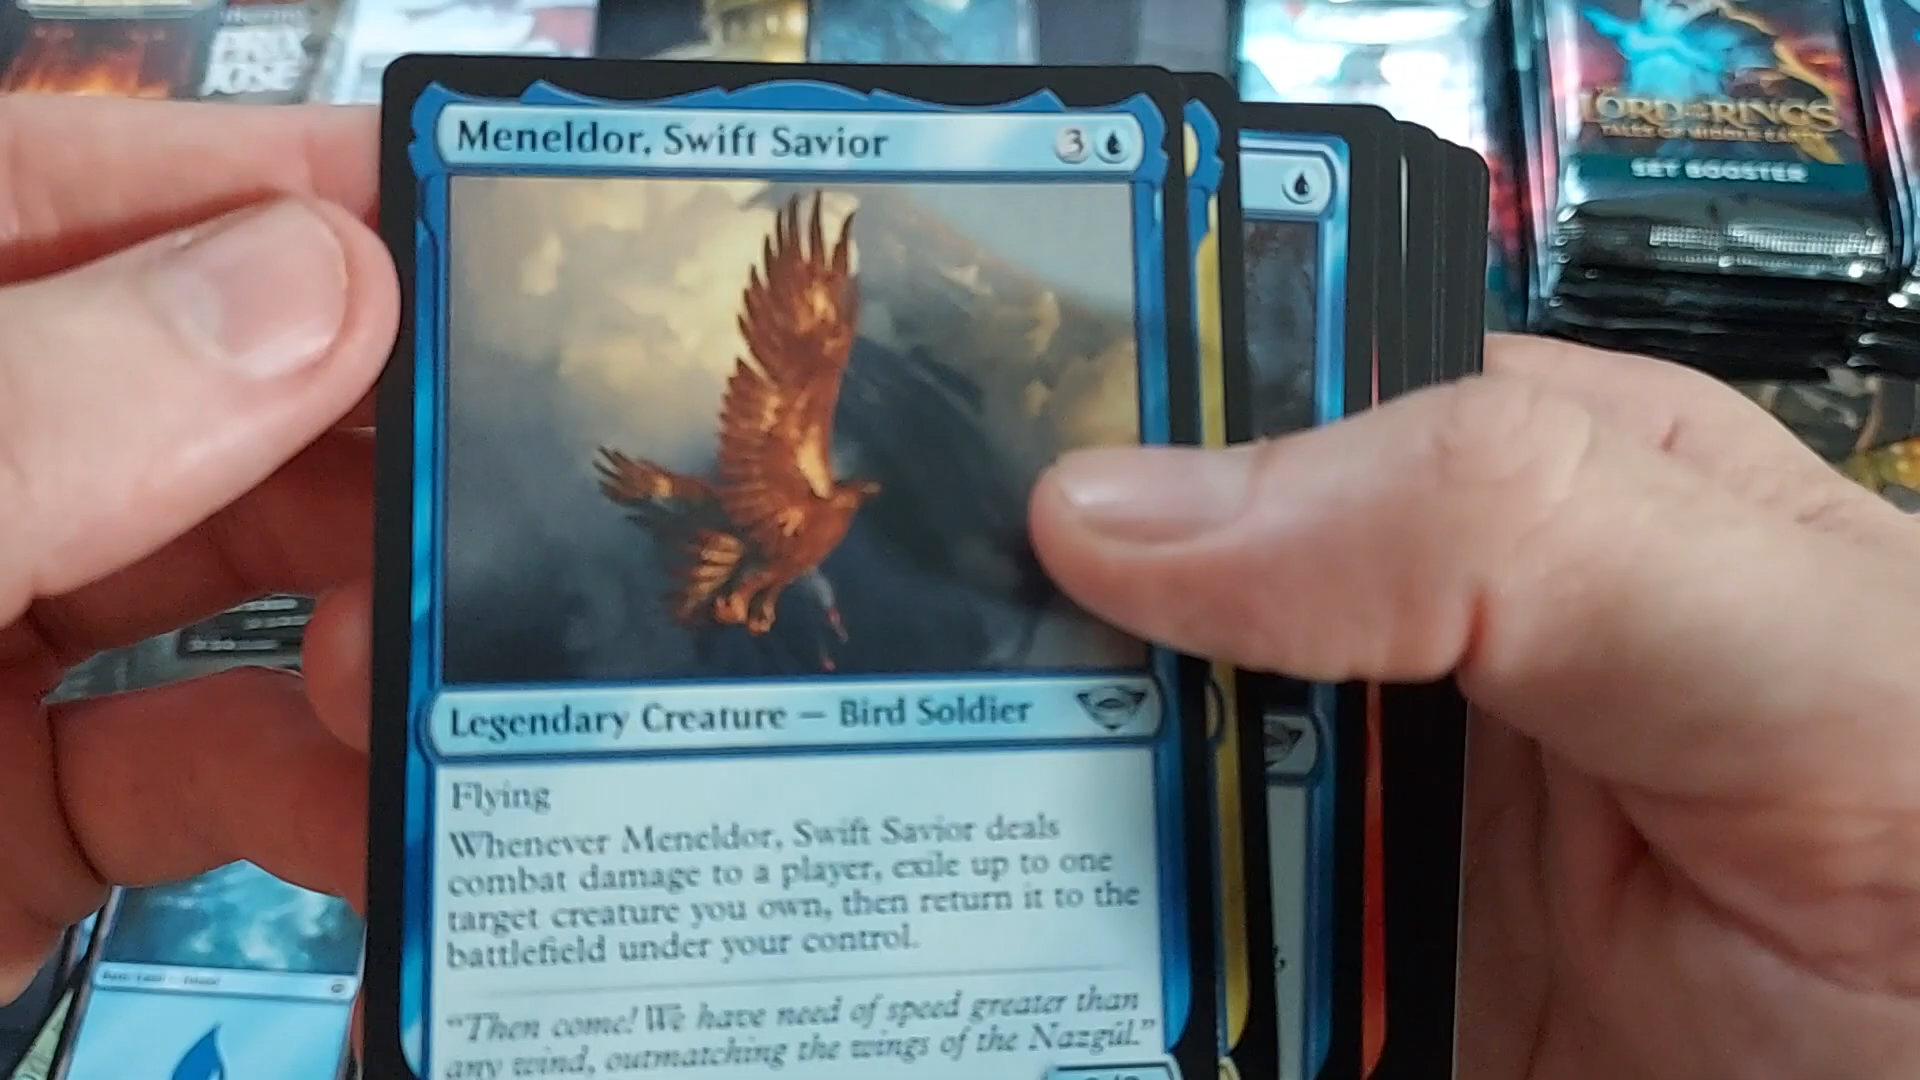 PRIX
JOSE
LORD OF THE RINGS
TALES OF MIDDLE-EARTH
SET BOOSTER
Meneldor, Swift Savior
3
Legendary Creature — Bird Soldier
Flying
Whenever Meneldor, Swift Savior deals
combat damage to a player, exile up to one
target creature you own, then return it to the
battlefield under your control.
"Then come! We have need of speed greater than
any wind, outmatching the wings of the Nazgûl."